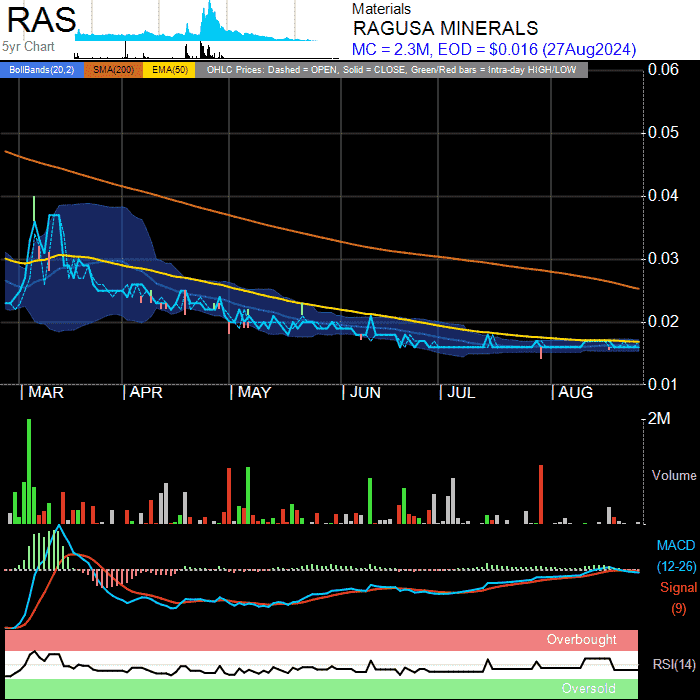 RAS
5yr Chart
Materials
RAGUSA MINERALS
MC = 2.3M, EOD = $0.016 (27Aug2024)
BollBands(20,2) SMA(200) EMA(50) OHLC Prices: Dashed = OPEN, Solid = CLOSE, Green/Red bars = Intra-day HIGH/LOW
0.06
0.05
0.04
0.03
0.02
0.01
MAR APR MAY JUN JUL AUG
2M
Volume
MACD
(12-26)
Signal
(9)
Overbought
RSI(14)
Oversold